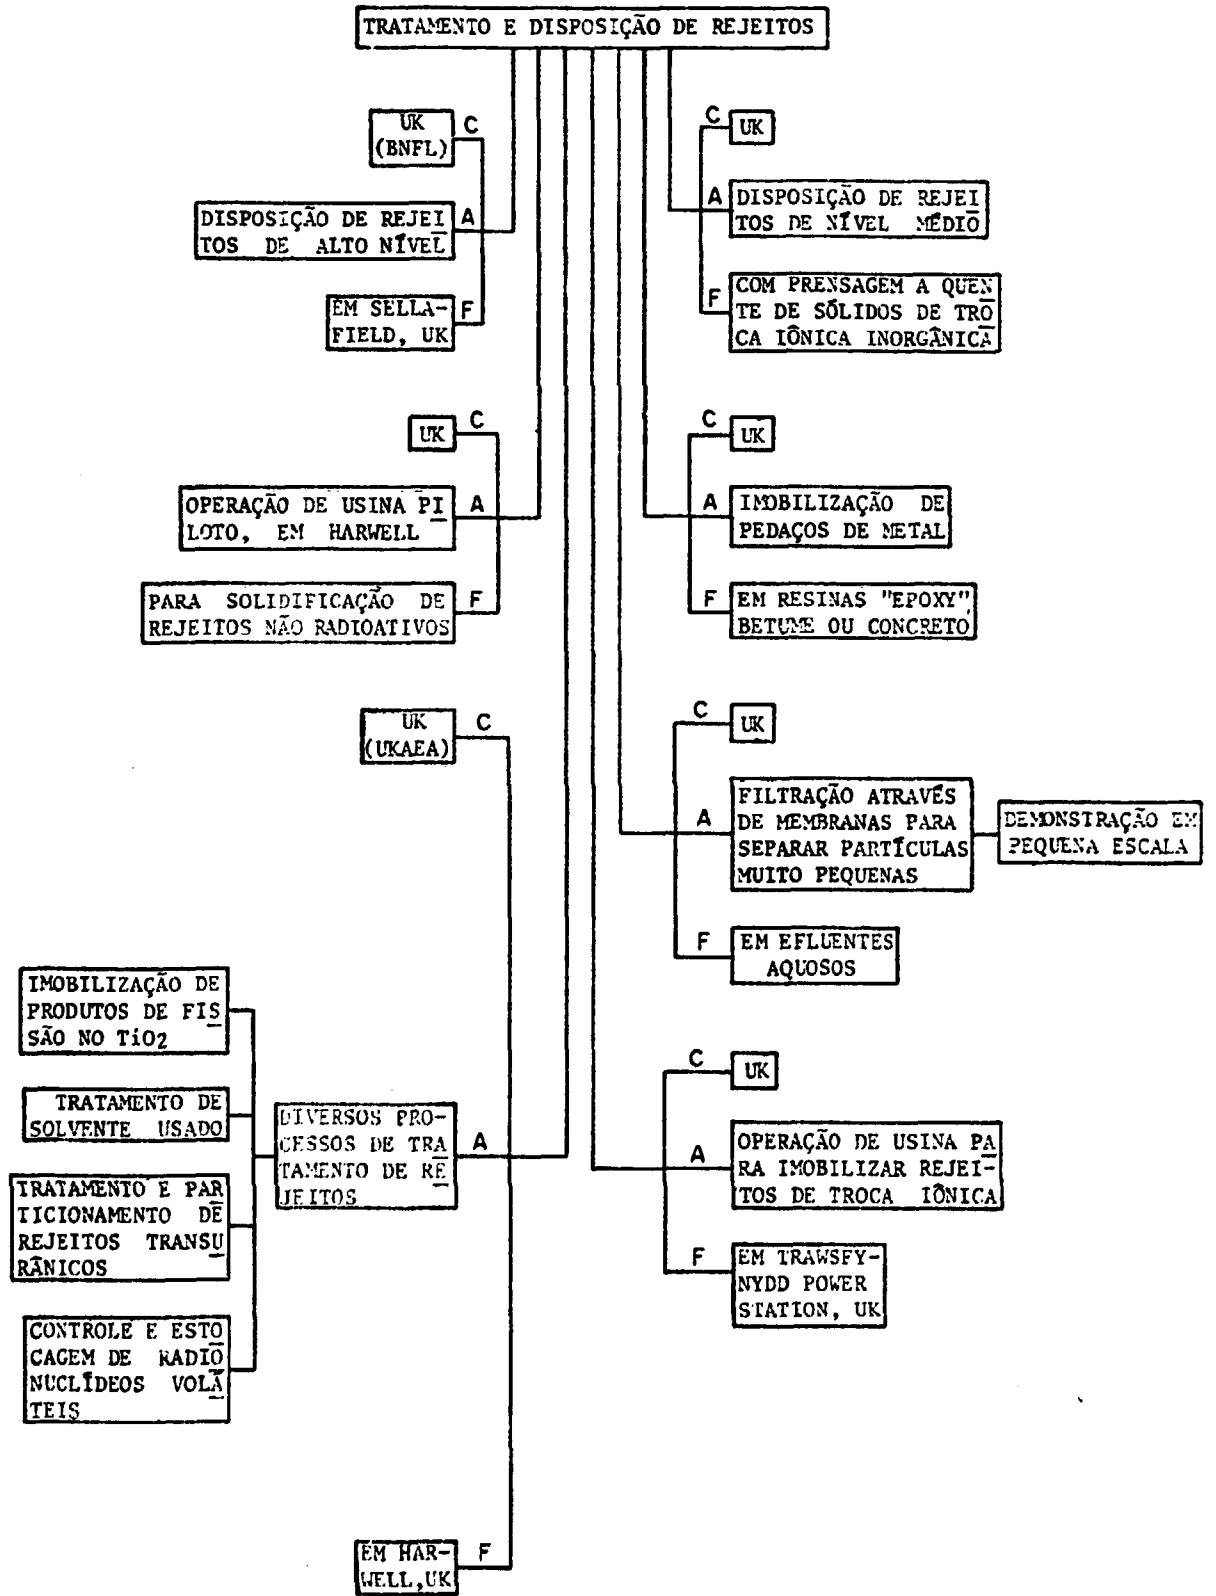 TRATAMENTO E DISPOSIÇÃO DE REJEITOS
C
UK
(BNFL)
A
DISPOSIÇÃO DE REJEI
TOS DE ALTO NÍVEL
F
EM SELLA-
FIELD, UK
C
UK
A
OPERAÇÃO DE USINA PI
LOTO, EM HARWELL
F
PARA SOLIDIFICAÇÃO DE
REJEITOS NÃO RADIOATIVOS
C
UK
(UKAEA)
A
DIVERSOS PRO-
CESSOS DE TRA
TAMENTO DE RE
JEITOS
IMOBILIZAÇÃO DE
PRODUTOS DE FIS
SÃO NO TiO2
TRATAMENTO DE
SOLVENTE USADO
TRATAMENTO E PAR
TICIONAMENTO DE
REJEITOS TRANSU
RÂNICOS
CONTROLE E ESTO
CAGEM DE RADIO
NUCLÍDEOS VOLÁ
TEIS
F
EM HAR-
WELL,UK
C
UK
A
DISPOSIÇÃO DE REJEI
TOS DE NÍVEL MÉDIO
F
COM PRENSAGEM A QUEN
TE DE SÓLIDOS DE TRO
CA IÔNICA INORGÂNICA
C
UK
A
IMOBILIZAÇÃO DE
PEDAÇOS DE METAL
F
EM RESINAS "EPOXY",
BETUME OU CONCRETO
C
UK
A
FILTRAÇÃO ATRAVÉS
DE MEMBRANAS PARA
SEPARAR PARTÍCULAS
MUITO PEQUENAS
DEMONSTRAÇÃO EM
PEQUENA ESCALA
F
EM EFLUENTES
AQUOSOS
C
UK
A
OPERAÇÃO DE USINA PA
RA IMOBILIZAR REJEI-
TOS DE TROCA IÔNICA
F
EM TRAWSFY-
NYDD POWER
STATION, UK